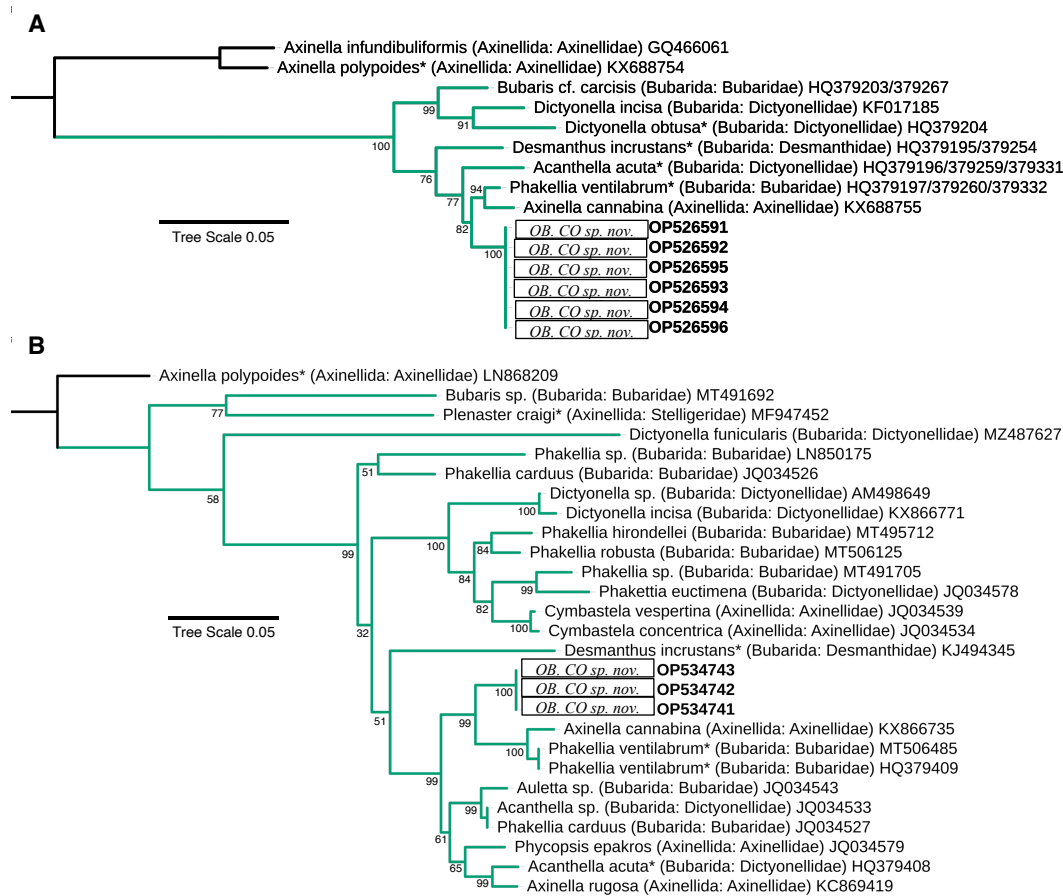 A
Axinella infundibuliformis (Axinellida: Axinellidae) GQ466061
Axinella polypoides* (Axinellida: Axinellidae) KX688754
Bubaris cf. carcisis (Bubarida: Bubaridae) HQ379203/379267
99
Dictyonella incisa (Bubarida: Dictyonellidae) KF017185
91
Dictyonella obtusa* (Bubarida: Dictyonellidae) HQ379204
100
Desmanthus incrustans* (Bubarida: Desmanthidae) HQ379195/379254
76
Acanthella acuta* (Bubarida: Dictyonellidae) HQ379196/379259/379331
94
Phakellia ventilabrum* (Bubarida: Bubaridae) HQ379197/379260/379332
77
Axinella cannabina (Axinellida: Axinellidae) KX688755
82
OB. CO sp. nov. OP526591
100
OB. CO sp. nov. OP526592
OB. CO sp. nov. OP526595
OB. CO sp. nov. OP526593
OB. CO sp. nov. OP526594
OB. CO sp. nov. OP526596
Tree Scale 0.05
B
Axinella polypoides* (Axinellida: Axinellidae) LN868209
Bubaris sp. (Bubarida: Bubaridae) MT491692
77
Plenaster craigi* (Axinellida: Stelligeridae) MF947452
Dictyonella funicularis (Bubarida: Dictyonellidae) MZ487627
58
Phakellia sp. (Bubarida: Bubaridae) LN850175
51
Phakellia carduus (Bubarida: Bubaridae) JQ034526
99
Dictyonella sp. (Bubarida: Dictyonellidae) AM498649
100
Dictyonella incisa (Bubarida: Dictyonellidae) KX866771
100
Phakellia hirondellei (Bubarida: Bubaridae) MT495712
84
Phakellia robusta (Bubarida: Bubaridae) MT506125
84
Phakellia sp. (Bubarida: Bubaridae) MT491705
99
Phakettia euctimena (Bubarida: Dictyonellidae) JQ034578
82
Cymbastela vespertina (Axinellida: Axinellidae) JQ034539
100
Cymbastela concentrica (Axinellida: Axinellidae) JQ034534
32
Desmanthus incrustans* (Bubarida: Desmanthidae) KJ494345
51
OB. CO sp. nov. OP534743
100
OB. CO sp. nov. OP534742
OB. CO sp. nov. OP534741
99
Axinella cannabina (Axinellida: Axinellidae) KX866735
100
Phakellia ventilabrum* (Bubarida: Bubaridae) MT506485
Phakellia ventilabrum* (Bubarida: Bubaridae) HQ379409
99
Auletta sp. (Bubarida: Bubaridae) JQ034543
99
Acanthella sp. (Bubarida: Dictyonellidae) JQ034533
Phakellia carduus (Bubarida: Bubaridae) JQ034527
61
Phycopsis epakros (Axinellida: Axinellidae) JQ034579
65
Acanthella acuta* (Bubarida: Dictyonellidae) HQ379408
99
Axinella rugosa (Axinellida: Axinellidae) KC869419
Tree Scale 0.05